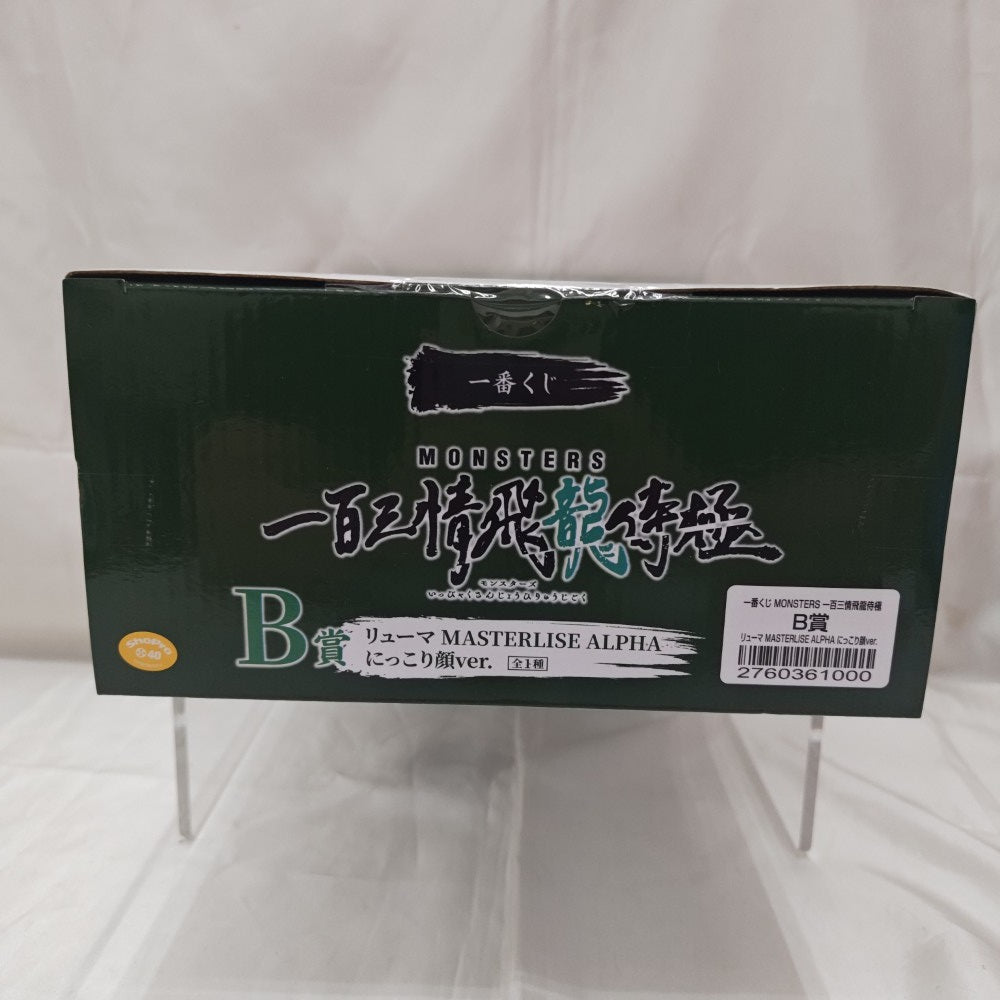 一番くじ
MONSTERS
一百三情飛龍侍極
モンスターズ
いっぴゃくさんじょうひりゅうじごく
B賞
リューマ MASTERLISE ALPHA
にっこり顔ver. 全1種
ShoPro
40
一番くじ MONSTERS 一百三情飛龍侍極
B賞
リューマ MASTERLISE ALPHA にっこり顔ver.
2760361000